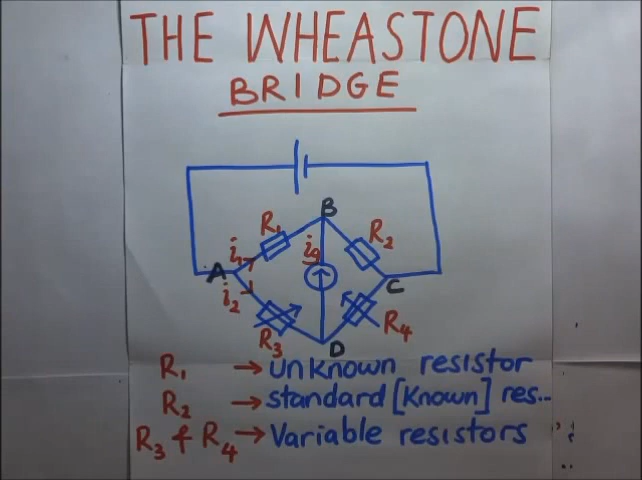 THE WHEASTONE
BRIDGE
B
R1
R2
i1
ig
A
C
i2
R3
R4
D
R1 → unknown resistor
R2 → standard [known] res...
R3 & R4 → Variable resistors